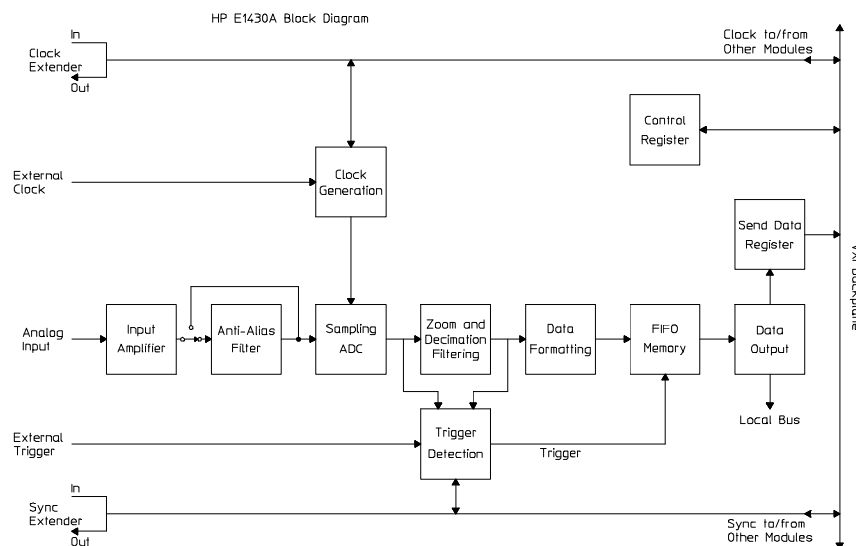 HP E1430A Block Diagram
In
Clock
Extender
Out
Clock to/from
Other Modules
Control
Register
External
Clock
Clock
Generation
Send Data
Register
VXI Backplane
Analog
Input
Input
Amplifier
Anti-Alias
Filter
Sampling
ADC
Zoom and
Decimation
Filtering
Data
Formatting
FIFO
Memory
Data
Output
Local Bus
External
Trigger
Trigger
Detection
Trigger
In
Sync
Extender
Out
Sync to/from
Other Modules